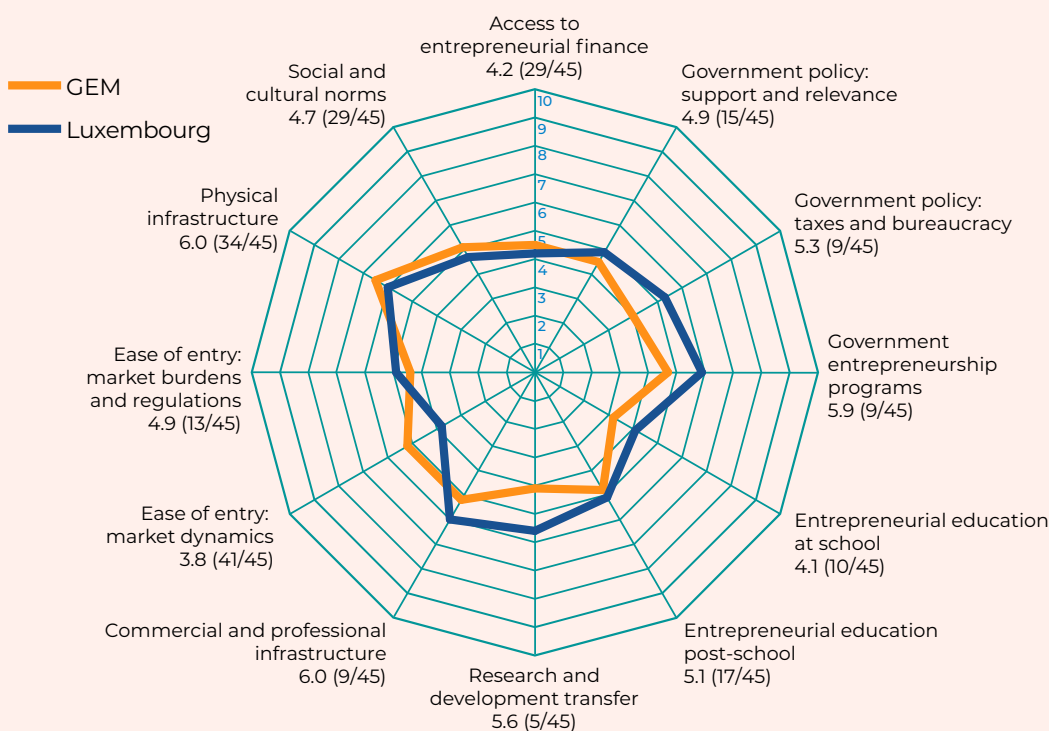 GEM
Luxembourg
Access to
entrepreneurial finance
4.2 (29/45)
Government policy:
support and relevance
4.9 (15/45)
Government policy:
taxes and bureaucracy
5.3 (9/45)
Government
entrepreneurship
programs
5.9 (9/45)
Entrepreneurial education
at school
4.1 (10/45)
Entrepreneurial education
post-school
5.1 (17/45)
Research and
development transfer
5.6 (5/45)
Commercial and professional
infrastructure
6.0 (9/45)
Ease of entry:
market dynamics
3.8 (41/45)
Ease of entry:
market burdens
and regulations
4.9 (13/45)
Physical
infrastructure
6.0 (34/45)
Social and
cultural norms
4.7 (29/45)
10
9
8
7
6
5
4
3
2
1